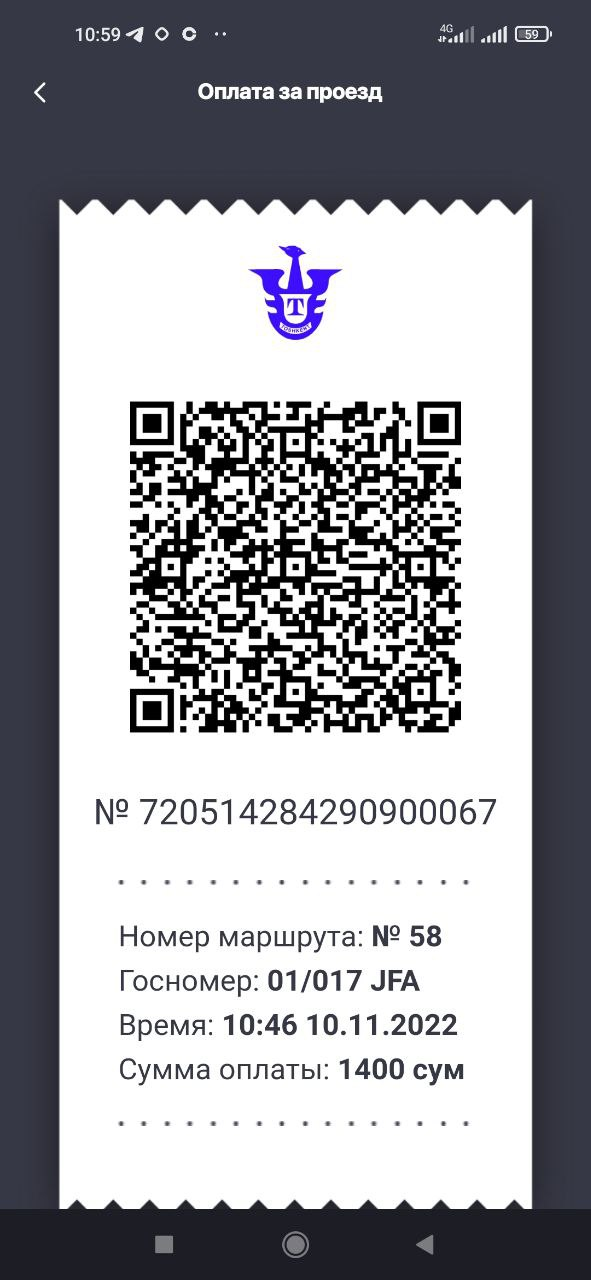 10:59
4G
59
Оплата за проезд
T
TOSHKENT
№ 720514284290900067
Номер маршрута: № 58
Госномер: 01/017 JFA
Время: 10:46 10.11.2022
Сумма оплаты: 1400 сум